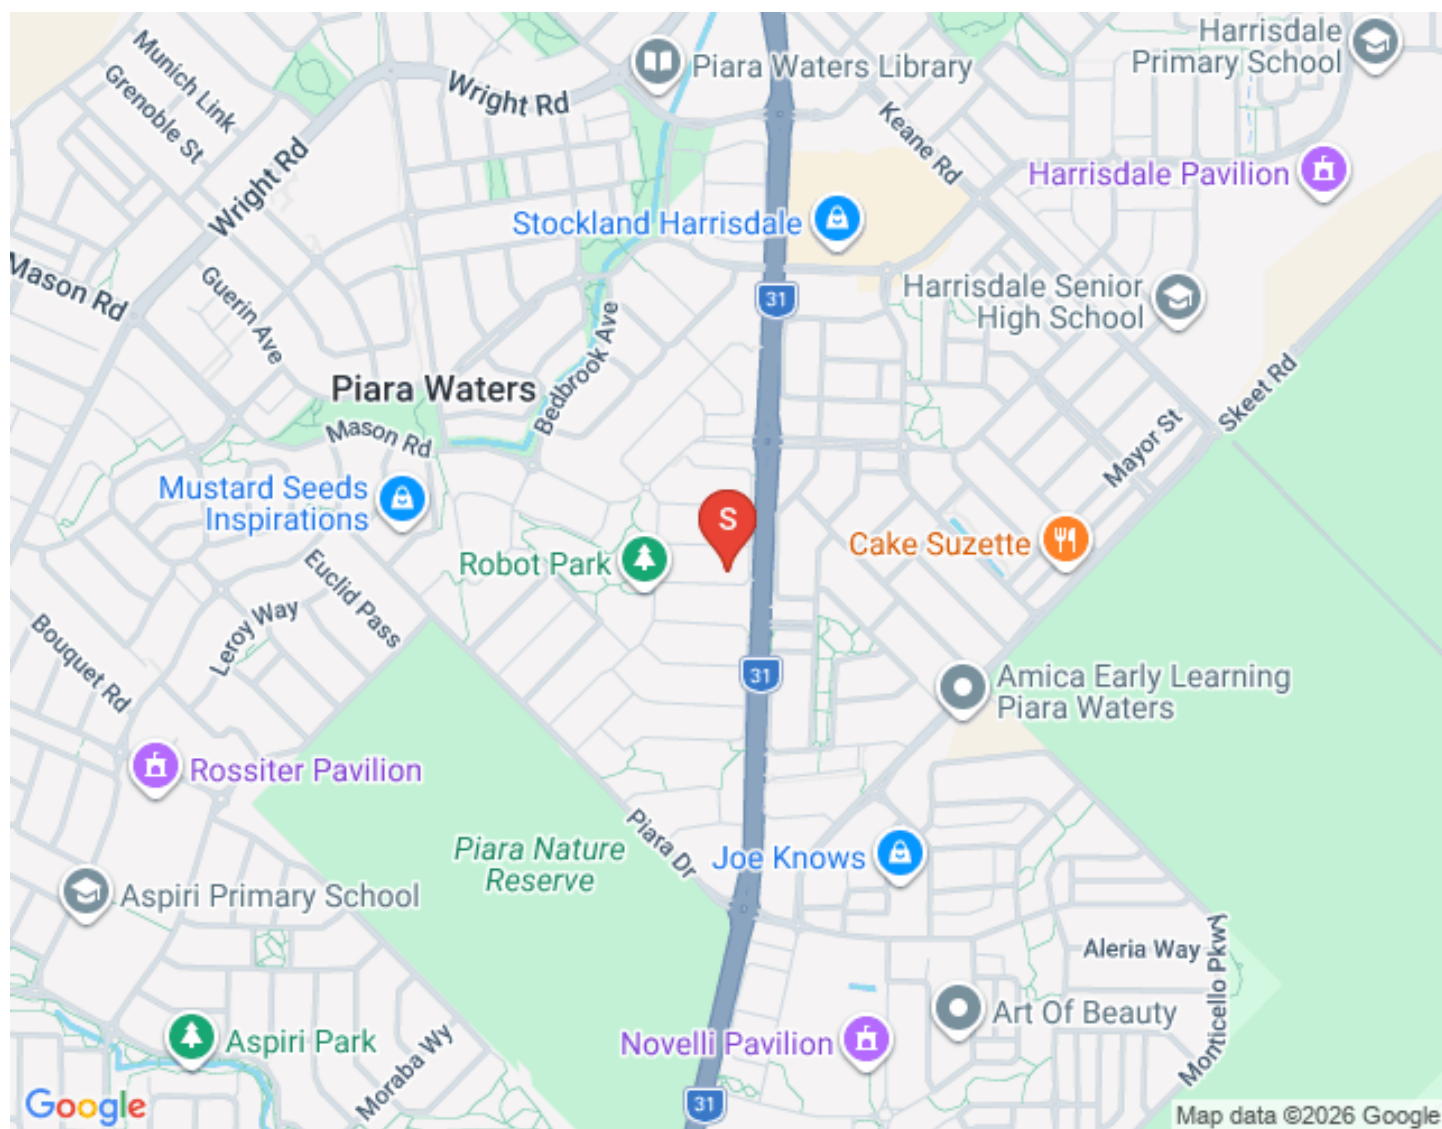 Harrisdale
Primary School
Munich Link
Grenoble St
Wright Rd
Piara Waters Library
Keane Rd
Harrisdale Pavilion
Wright Rd
Stockland Harrisdale
Mason Rd
Guerin Ave
31
Harrisdale Senior
High School
Bedbrook Ave
Piara Waters
Skeet Rd
Mason Rd
Mayor St
Mustard Seeds
Inspirations
S
Robot Park
Cake Suzette
Euclid Pass
Leroy Way
Bouquet Rd
31
Amica Early Learning
Piara Waters
Rossiter Pavilion
Piara Nature
Reserve
Piara Dr
Joe Knows
Aspiri Primary School
Aleria Way
Monticello Pkwy
Art Of Beauty
Aspiri Park
Moraba Wy
Novelli Pavilion
31
Google
Map data ©2026 Google